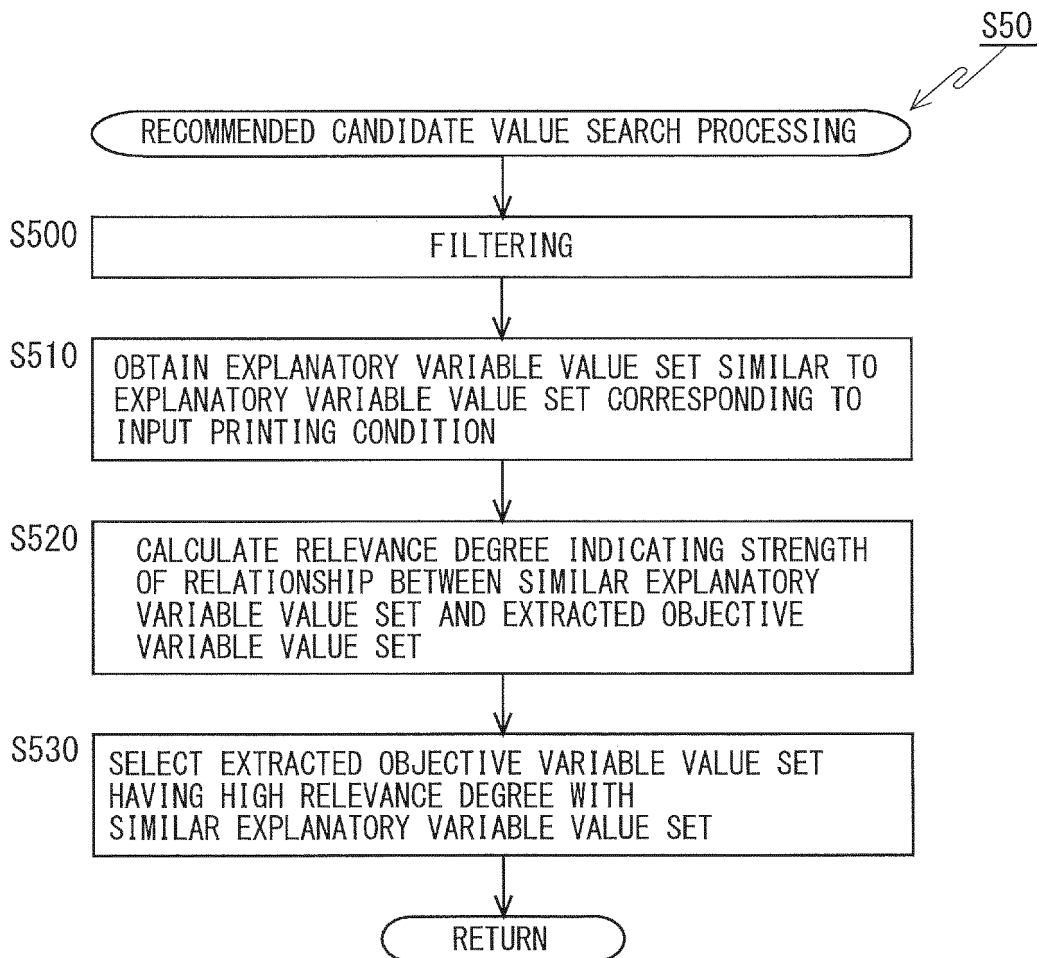 S50
RECOMMENDED CANDIDATE VALUE SEARCH PROCESSING
S500
FILTERING
S510
OBTAIN EXPLANATORY VARIABLE VALUE SET SIMILAR TO
EXPLANATORY VARIABLE VALUE SET CORRESPONDING TO
INPUT PRINTING CONDITION
S520
CALCULATE RELEVANCE DEGREE INDICATING STRENGTH
OF RELATIONSHIP BETWEEN SIMILAR EXPLANATORY
VARIABLE VALUE SET AND EXTRACTED OBJECTIVE
VARIABLE VALUE SET
S530
SELECT EXTRACTED OBJECTIVE VARIABLE VALUE SET
HAVING HIGH RELEVANCE DEGREE WITH
SIMILAR EXPLANATORY VARIABLE VALUE SET
RETURN